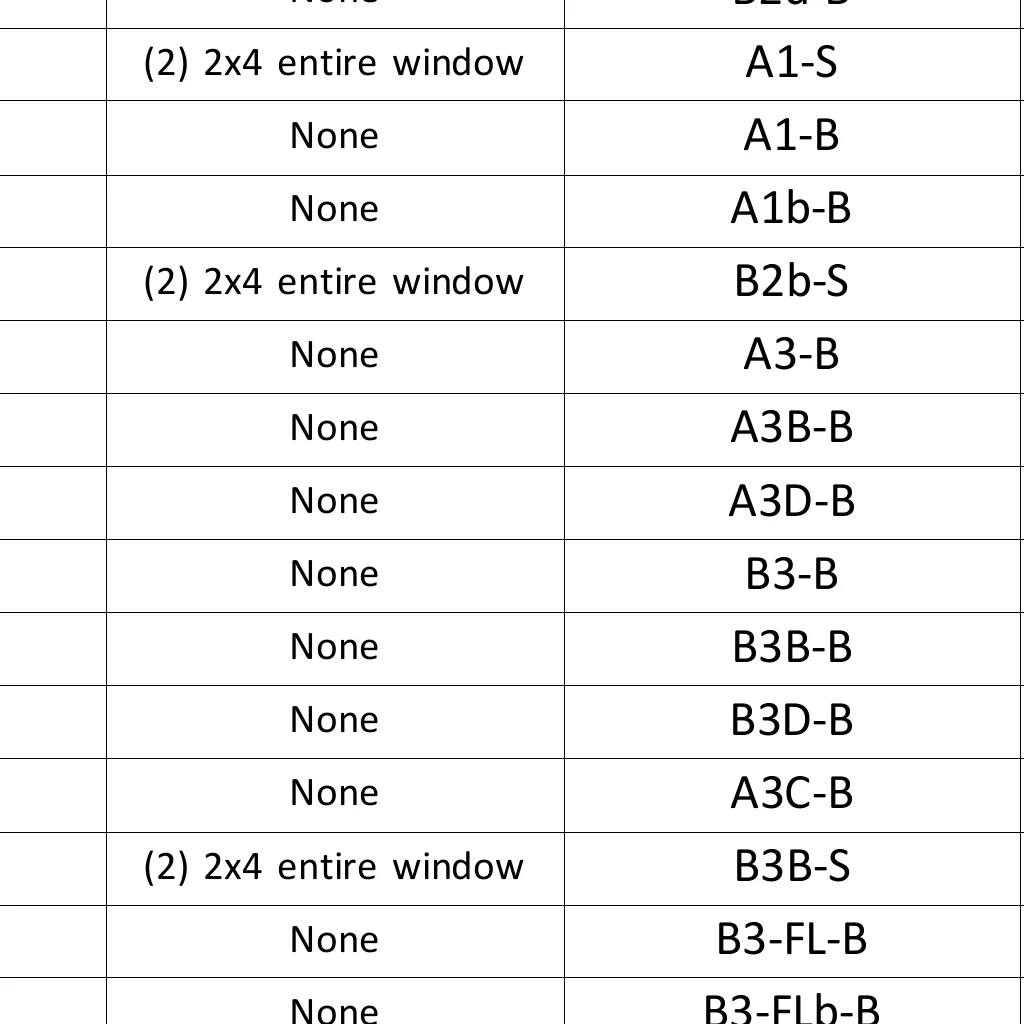 None
(2) 2x4 entire window A1-S
None A1-B
None A1b-B
(2) 2x4 entire window B2b-S
None A3-B
None A3B-B
None A3D-B
None B3-B
None B3B-B
None B3D-B
None A3C-B
(2) 2x4 entire window B3B-S
None B3-FL-B
None B3-FLb-B